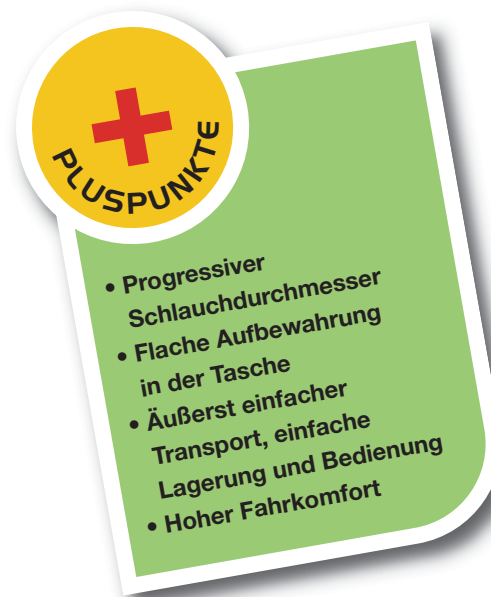 PLUSPUNKTE
• Progressiver
Schlauchdurchmesser
• Flache Aufbewahrung
in der Tasche
• Äußerst einfacher
Transport, einfache
Lagerung und Bedienung
• Hoher Fahrkomfort